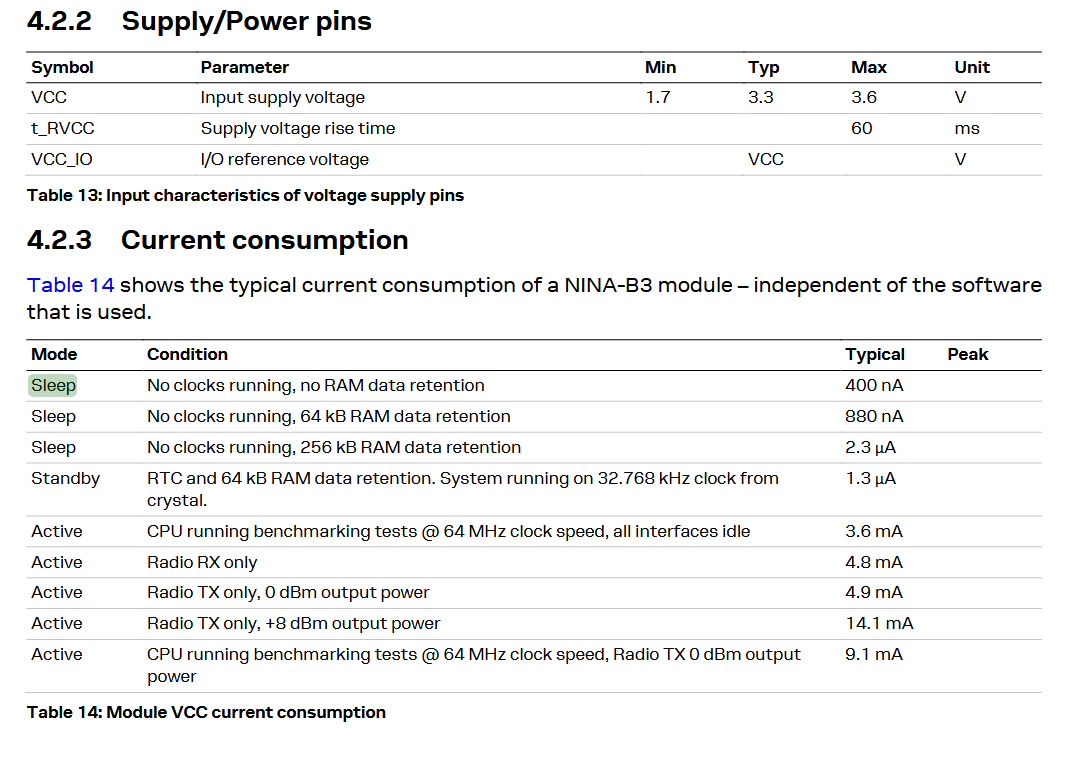 4.2.2 Supply/Power pins
Symbol Parameter Min Typ Max Unit
VCC Input supply voltage 1.7 3.3 3.6 V
t_RVCC Supply voltage rise time 60 ms
VCC_IO I/O reference voltage VCC V
Table 13: Input characteristics of voltage supply pins
4.2.3 Current consumption
Table 14 shows the typical current consumption of a NINA-B3 module – independent of the software
that is used.
Mode Condition Typical Peak
Sleep No clocks running, no RAM data retention 400 nA
Sleep No clocks running, 64 kB RAM data retention 880 nA
Sleep No clocks running, 256 kB RAM data retention 2.3 µA
Standby RTC and 64 kB RAM data retention. System running on 32.768 kHz clock from 1.3 µA
crystal.
Active CPU running benchmarking tests @ 64 MHz clock speed, all interfaces idle 3.6 mA
Active Radio RX only 4.8 mA
Active Radio TX only, 0 dBm output power 4.9 mA
Active Radio TX only, +8 dBm output power 14.1 mA
Active CPU running benchmarking tests @ 64 MHz clock speed, Radio TX 0 dBm output 9.1 mA
power
Table 14: Module VCC current consumption